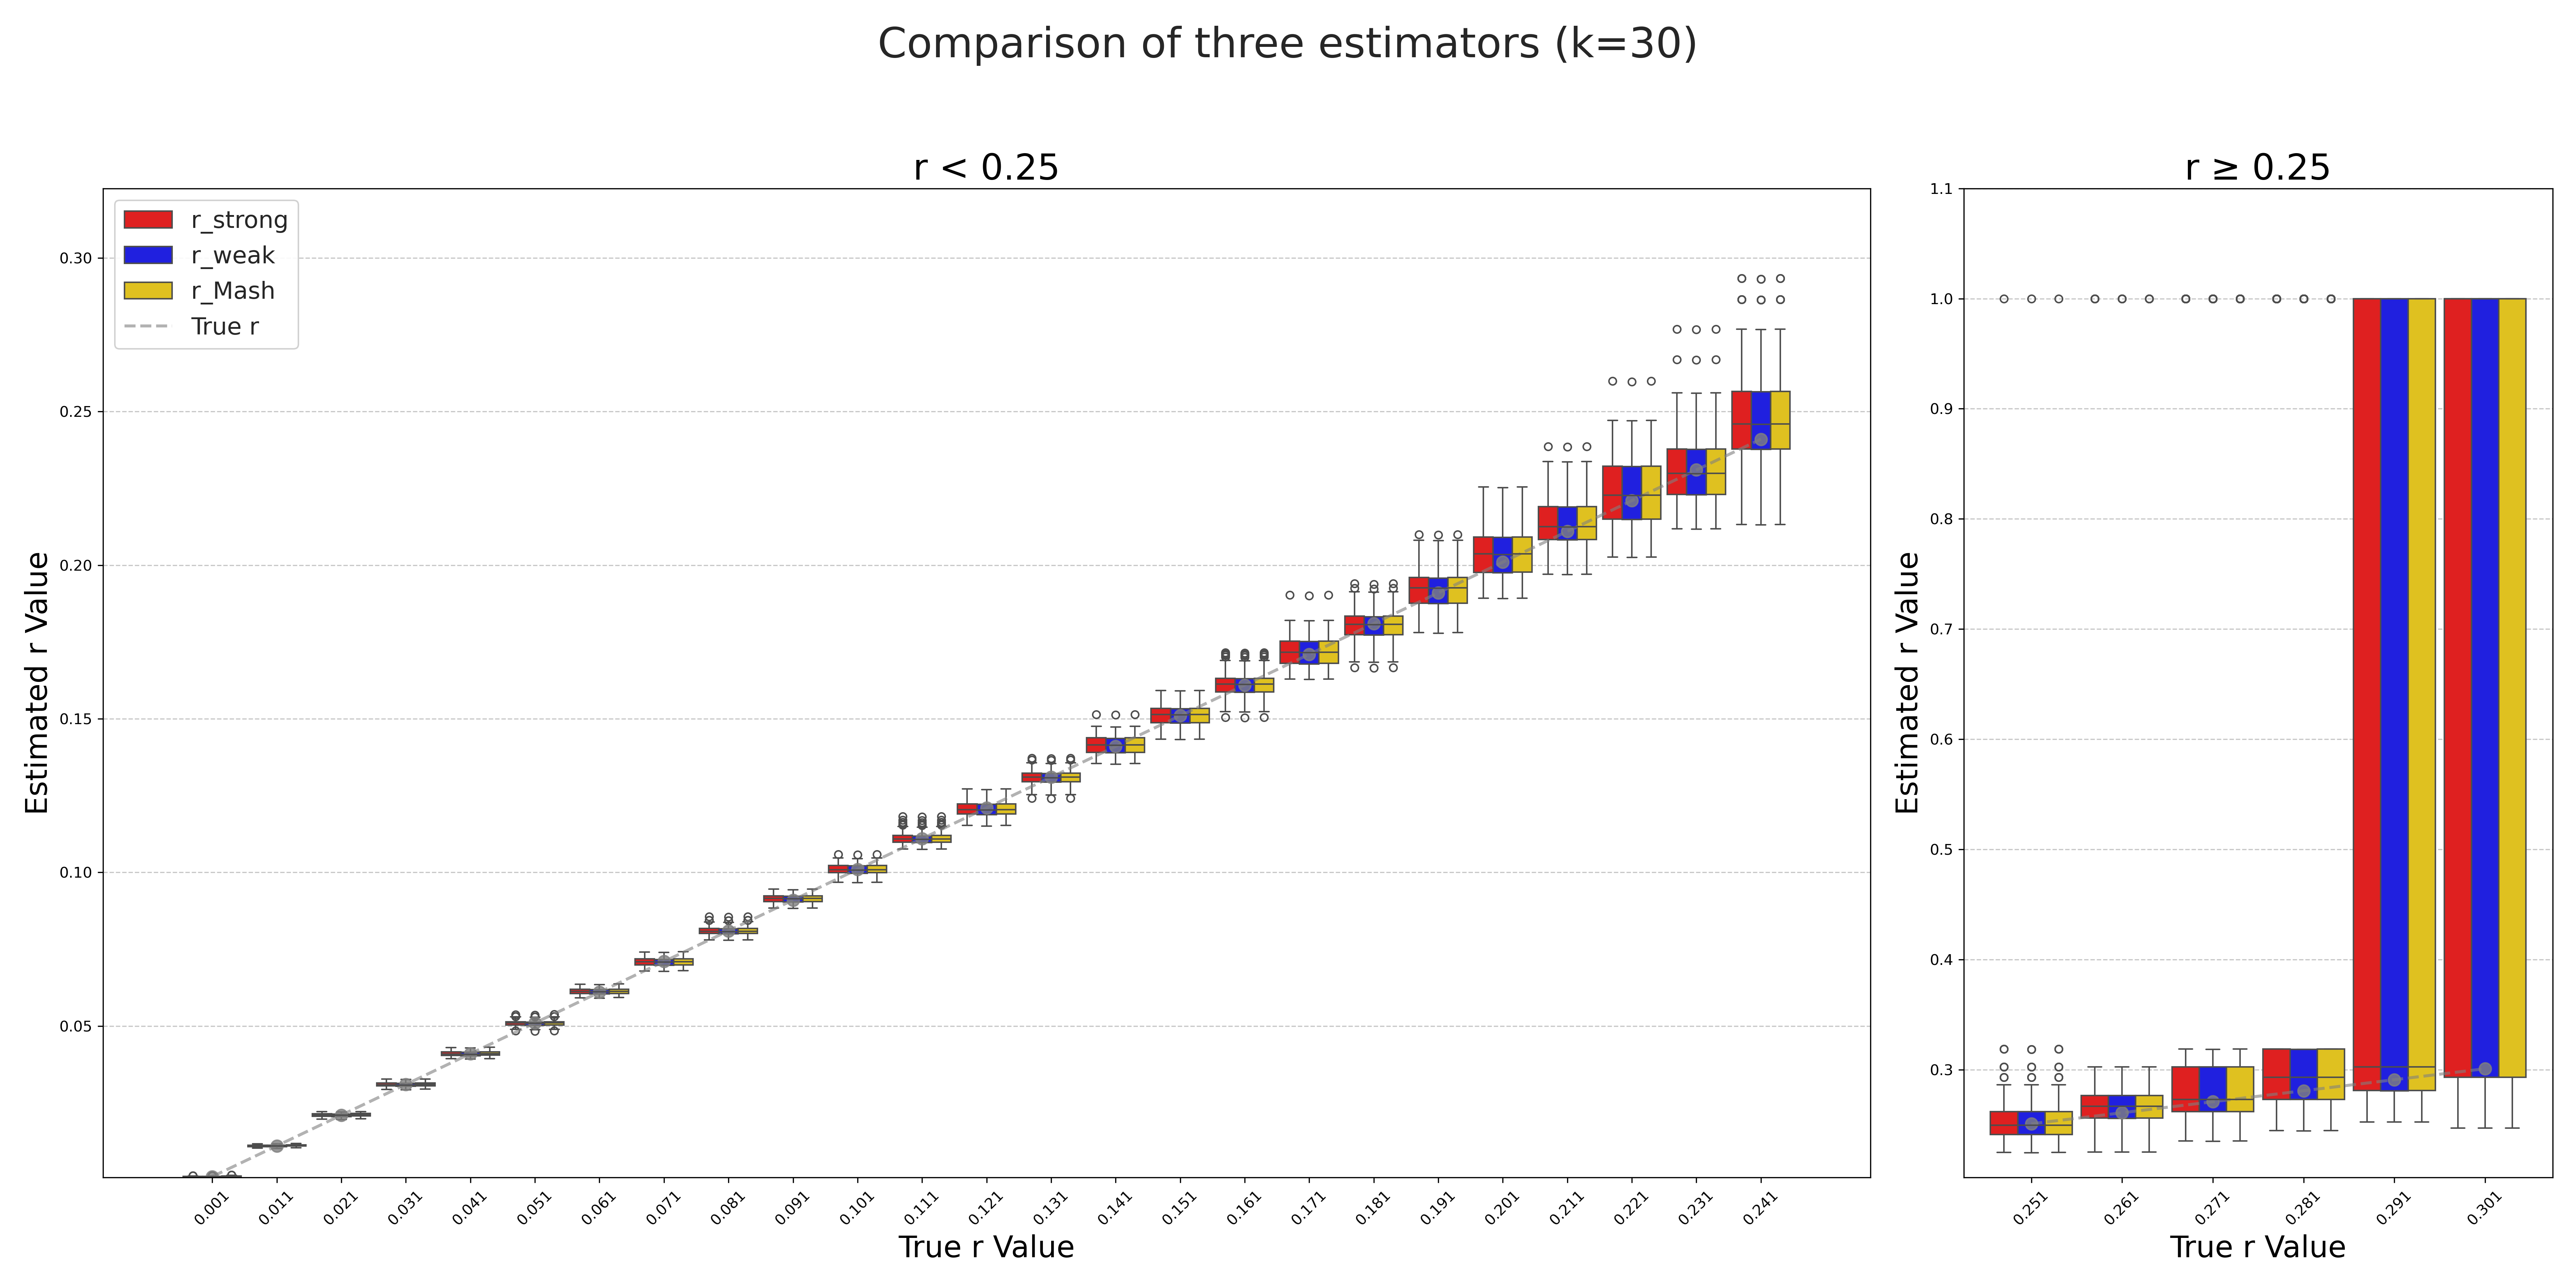 Comparison of three estimators (k=30)
r < 0.25
r_strong
r_weak
r_Mash
True r
Estimated r Value
0.30
0.25
0.20
0.15
0.10
0.05
0.001 0.011 0.021 0.031 0.041 0.051 0.061 0.071 0.081 0.091 0.101 0.111 0.121 0.131 0.141 0.151 0.161 0.171 0.181 0.191 0.201 0.211 0.221 0.231 0.241
True r Value
r ≥ 0.25
Estimated r Value
1.1
1.0
0.9
0.8
0.7
0.6
0.5
0.4
0.3
0.251 0.261 0.271 0.281 0.291 0.301
True r Value